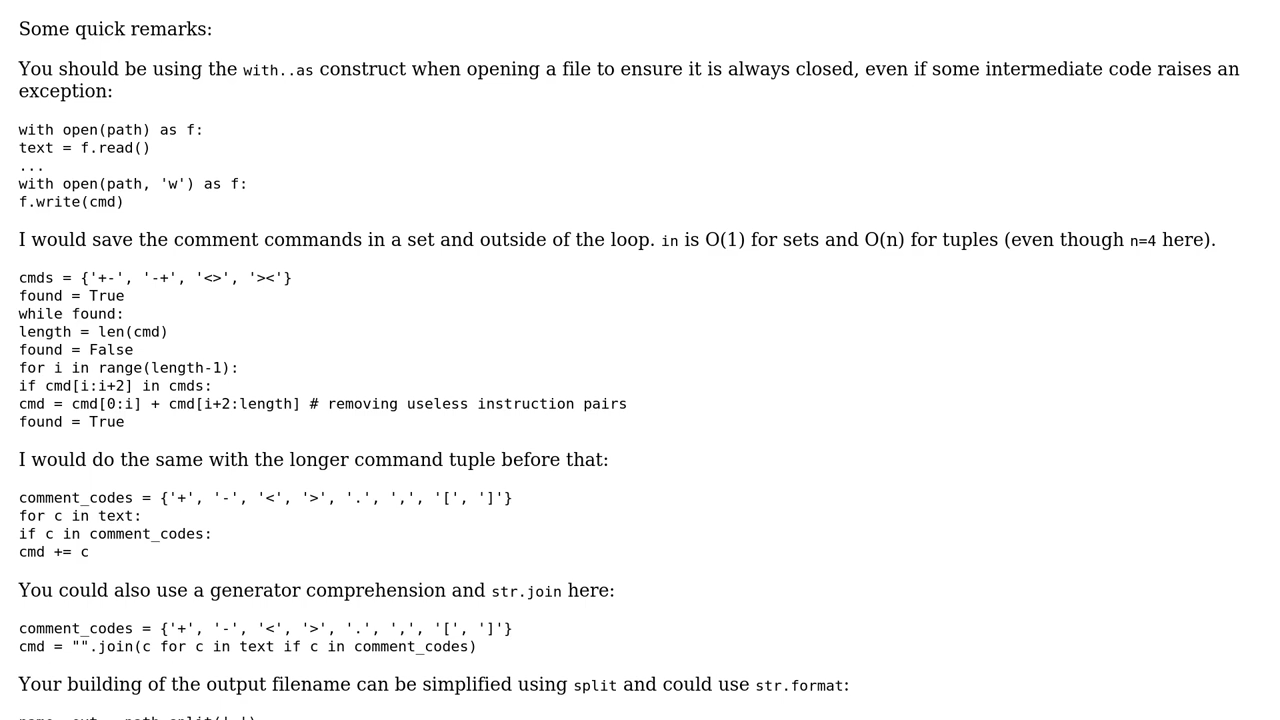 Some quick remarks:
You should be using the with..as construct when opening a file to ensure it is always closed, even if some intermediate code raises an
exception:
with open(path) as f:
text = f.read()
...
with open(path, 'w') as f:
f.write(cmd)
I would save the comment commands in a set and outside of the loop. in is O(1) for sets and O(n) for tuples (even though n=4 here).
cmds = {'+-', '-+', '<>', '><'}
found = True
while found:
length = len(cmd)
found = False
for i in range(length-1):
if cmd[i:i+2] in cmds:
cmd = cmd[0:i] + cmd[i+2:length] # removing useless instruction pairs
found = True
I would do the same with the longer command tuple before that:
comment_codes = {'+', '-', '<', '>', '.', ',', '[', ']'}
for c in text:
if c in comment_codes:
cmd += c
You could also use a generator comprehension and str.join here:
comment_codes = {'+', '-', '<', '>', '.', ',', '[', ']'}
cmd = "".join(c for c in text if c in comment_codes)
Your building of the output filename can be simplified using split and could use str.format: